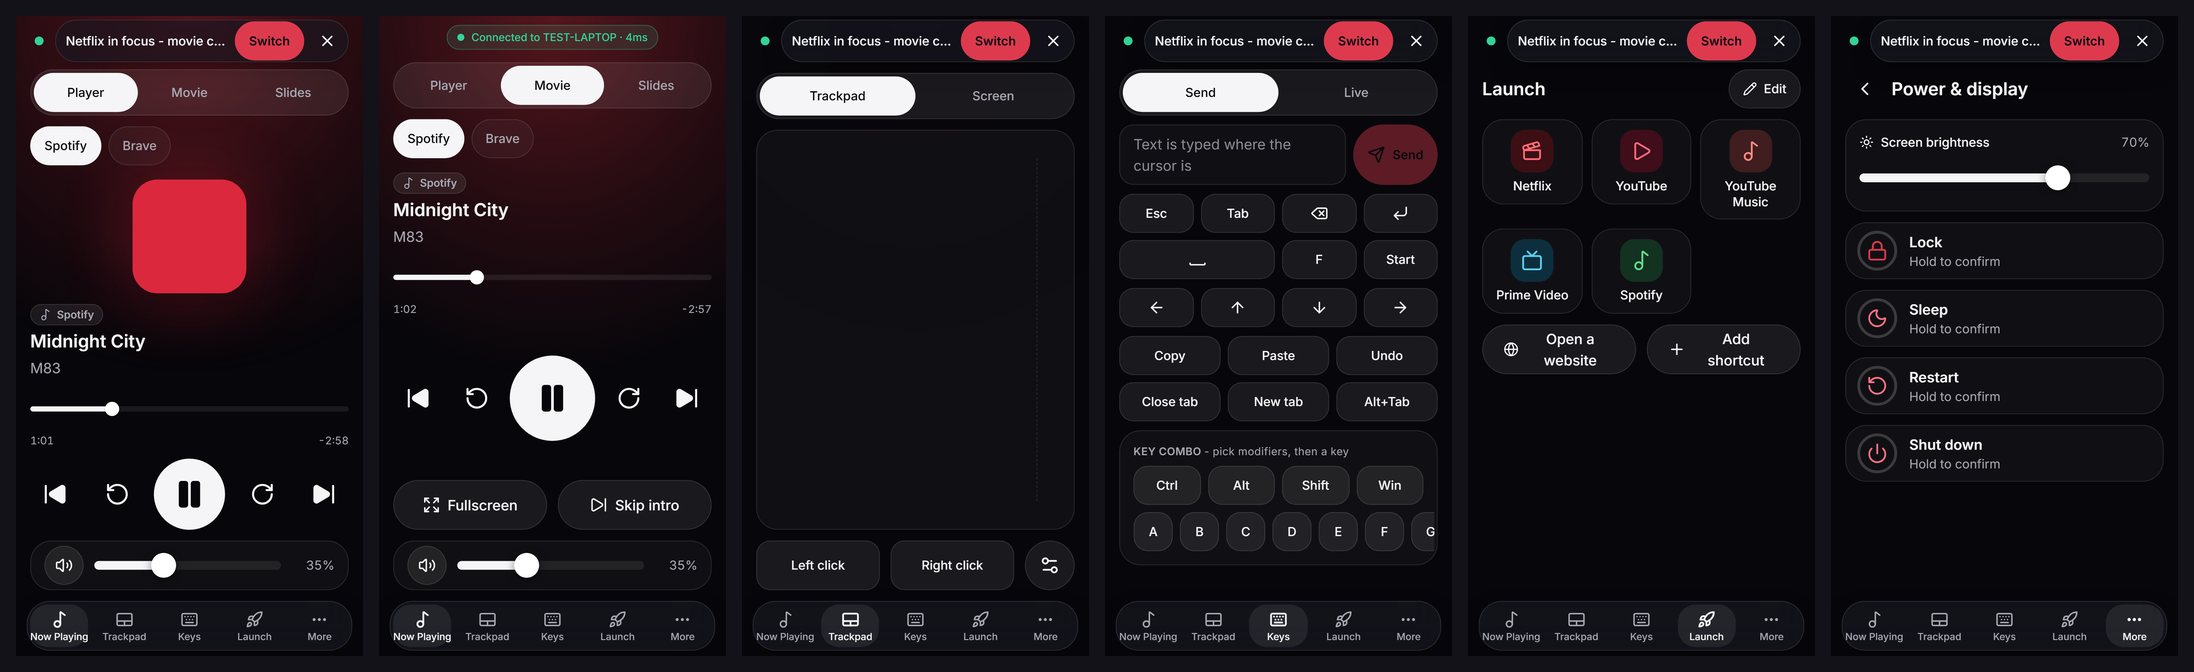 Netflix in focus - movie c...
Switch
Player
Movie
Slides
Spotify
Brave
Spotify
Midnight City
M83
1:01
-2:58
35%
Now Playing
Trackpad
Keys
Launch
More
Connected to TEST-LAPTOP · 4ms
Player
Movie
Slides
Spotify
Brave
Spotify
Midnight City
M83
1:02
-2:57
Fullscreen
Skip intro
35%
Now Playing
Trackpad
Keys
Launch
More
Netflix in focus - movie c...
Switch
Trackpad
Screen
Left click
Right click
Now Playing
Trackpad
Keys
Launch
More
Netflix in focus - movie c...
Switch
Send
Live
Text is typed where the
cursor is
Send
Esc
Tab
F
Start
Copy
Paste
Undo
Close tab
New tab
Alt+Tab
KEY COMBO - pick modifiers, then a key
Ctrl
Alt
Shift
Win
A
B
C
D
E
F
G
Now Playing
Trackpad
Keys
Launch
More
Netflix in focus - movie c...
Switch
Launch
Edit
Netflix
YouTube
YouTube
Music
Prime Video
Spotify
Open a
website
Add
shortcut
Now Playing
Trackpad
Keys
Launch
More
Netflix in focus - movie c...
Switch
Power & display
Screen brightness
70%
Lock
Hold to confirm
Sleep
Hold to confirm
Restart
Hold to confirm
Shut down
Hold to confirm
Now Playing
Trackpad
Keys
Launch
More